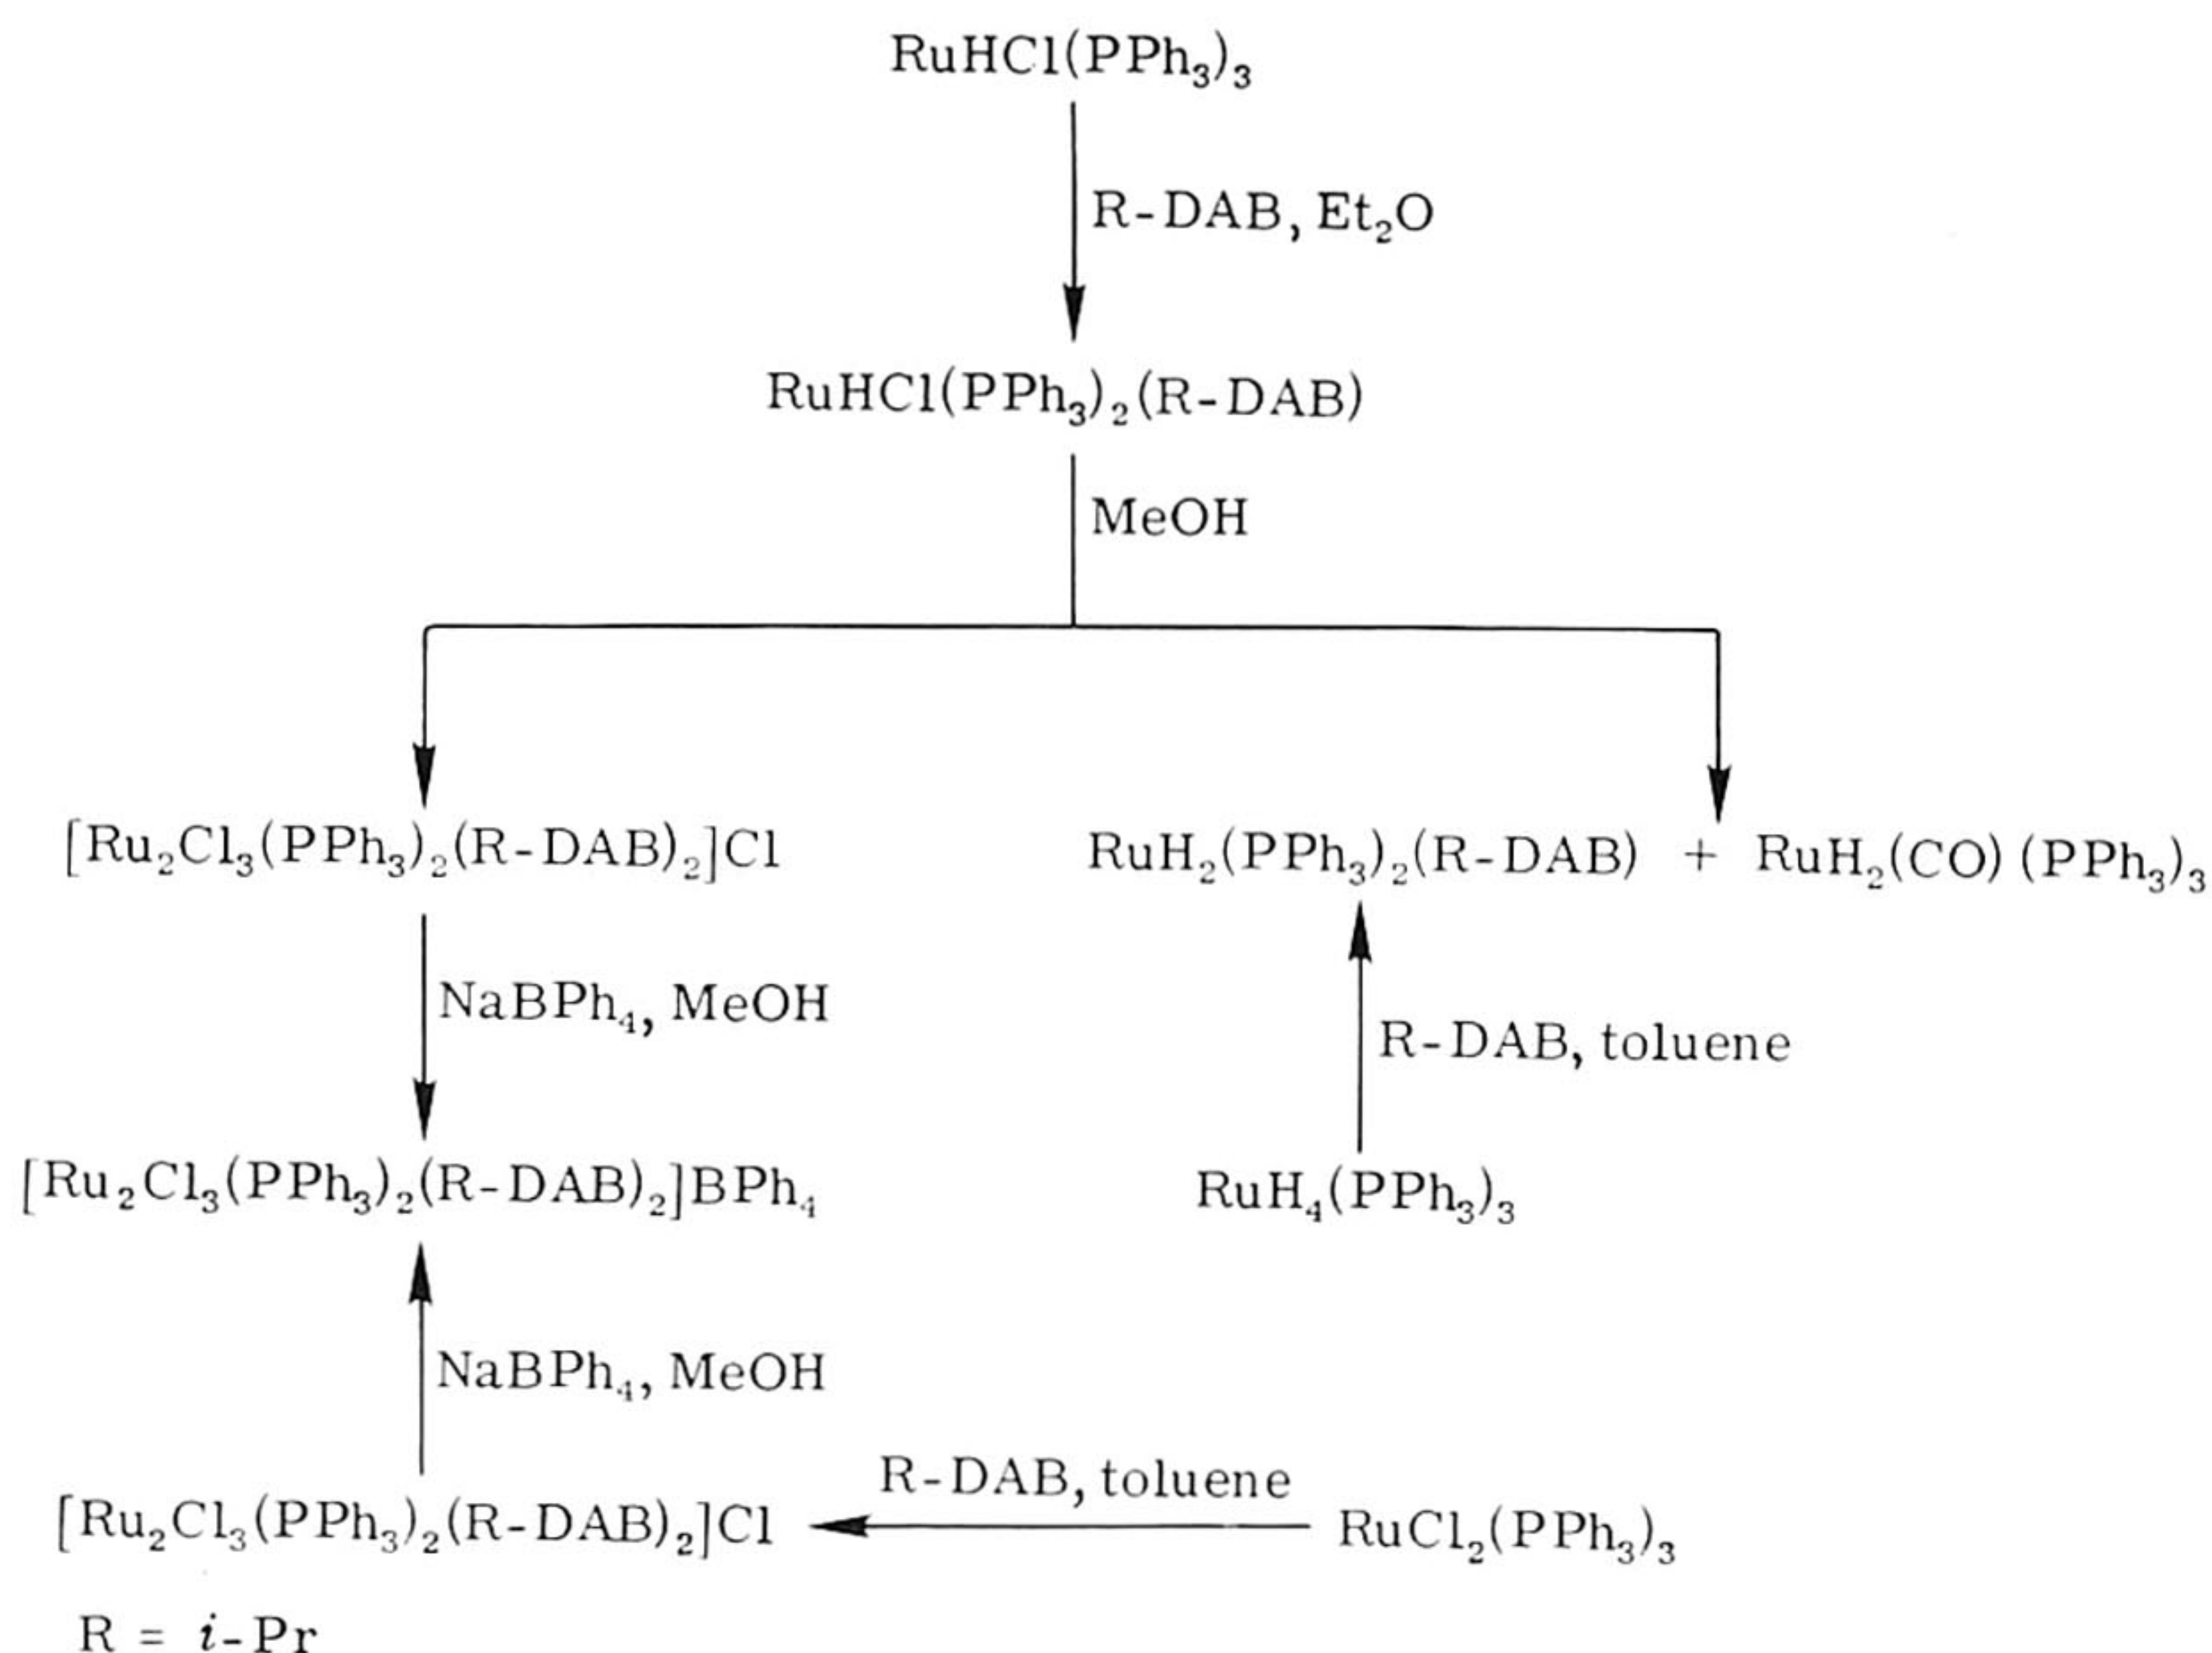 RuHCl(PPh₃)₃
R-DAB, Et₂O
RuHCl(PPh₃)₂(R-DAB)
MeOH
[Ru₂Cl₃(PPh₃)₂(R-DAB)₂]Cl
RuH₂(PPh₃)₂(R-DAB) + RuH₂(CO)(PPh₃)₃
NaBPh₄, MeOH
R-DAB, toluene
[Ru₂Cl₃(PPh₃)₂(R-DAB)₂]BPh₄
RuH₄(PPh₃)₃
NaBPh₄, MeOH
R-DAB, toluene
[Ru₂Cl₃(PPh₃)₂(R-DAB)₂]Cl
RuCl₂(PPh₃)₃
R = i-Pr